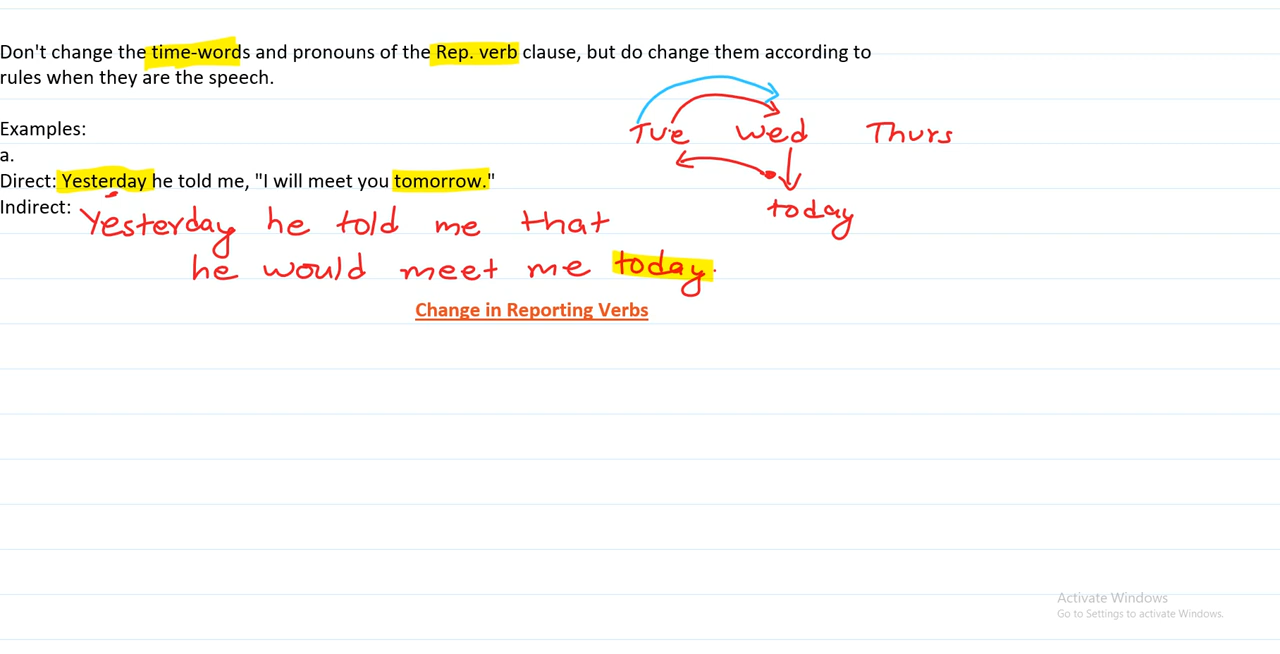 Don't change the time-words and pronouns of the Rep. verb clause, but do change them according to
rules when they are the speech.
Tue Wed Thurs
Examples:
a.
Direct: Yesterday he told me, "I will meet you tomorrow."
today
Indirect: Yesterday he told me that
he would meet me today.
Change in Reporting Verbs
Activate Windows
Go to Settings to activate Windows.